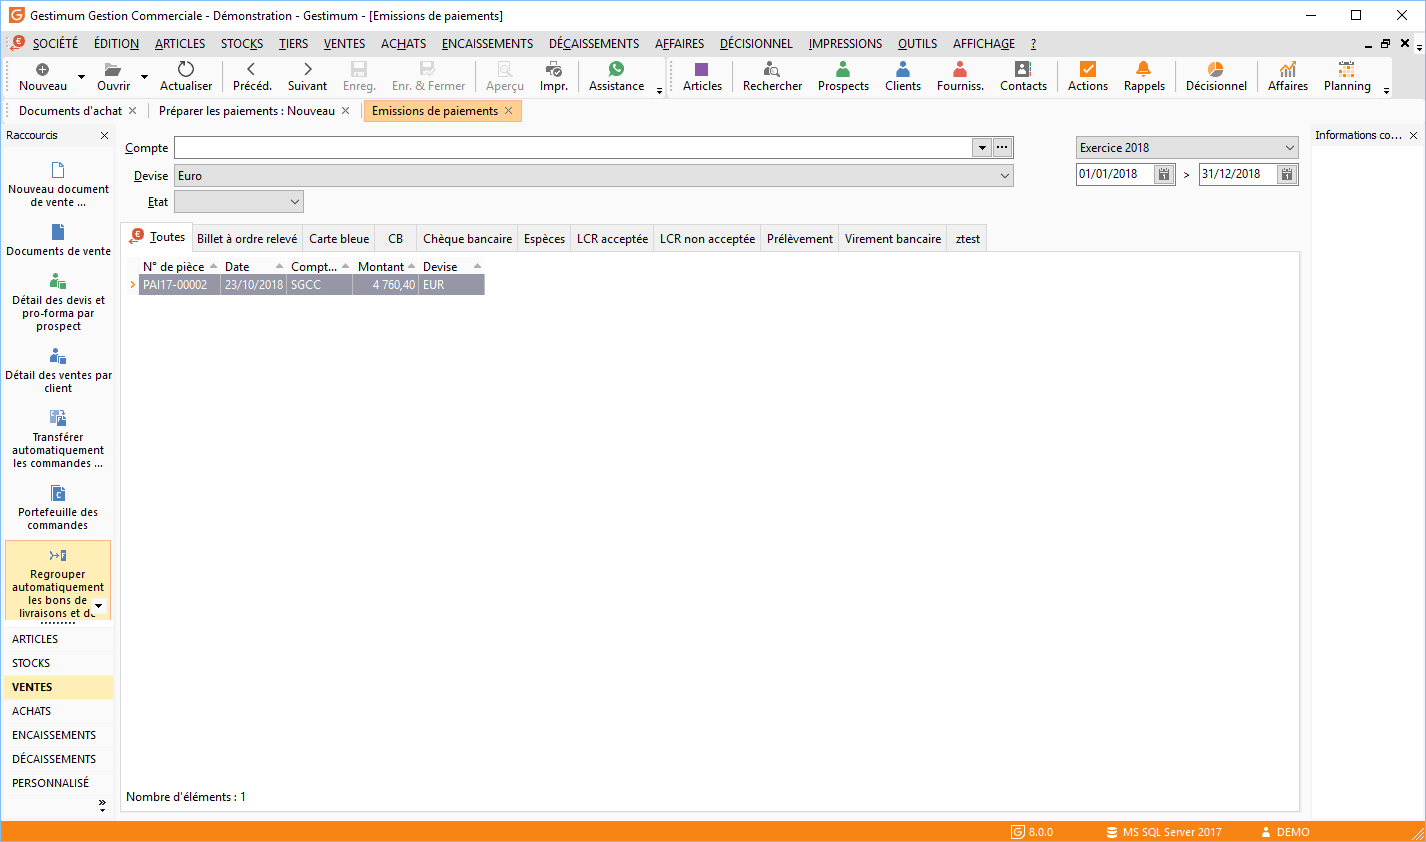 Gestimum Gestion Commerciale - Démonstration - Gestimum - [Emissions de paiements]
SOCIÉTÉ ÉDITION ARTICLES STOCKS TIERS VENTES ACHATS ENCAISSEMENTS DÉCAISSEMENTS AFFAIRES DÉCISIONNEL IMPRESSIONS OUTILS AFFICHAGE ?
Nouveau Ouvrir Actualiser Précéd. Suivant Enreg. Enr. & Fermer Aperçu Impr. Assistance Articles Rechercher Prospects Clients Fourniss. Contacts Actions Rappels Décisionnel Affaires Planning
Documents d'achat Préparer les paiements : Nouveau Emissions de paiements
Raccourcis
Nouveau document
de vente ...
Documents de vente
Détail des devis et
pro-forma par
prospect
Détail des ventes par
client
Transférer
automatiquement
les commandes ...
Portefeuille des
commandes
Regrouper
automatiquement
les bons de
livraisons et
ARTICLES
STOCKS
VENTES
ACHATS
ENCAISSEMENTS
DÉCAISSEMENTS
PERSONNALISÉ
Compte
Exercice 2018
Devise Euro
01/01/2018 > 31/12/2018
Etat
Toutes Billet à ordre relevé Carte bleue CB Chèque bancaire Espèces LCR acceptée LCR non acceptée Prélèvement Virement bancaire ztest
N° de pièce Date Compt... Montant Devise
PAI17-00002 23/10/2018 SGCC 4 760,40 EUR
Nombre d'éléments : 1
Informations co...
8.0.0 MS SQL Server 2017 DEMO